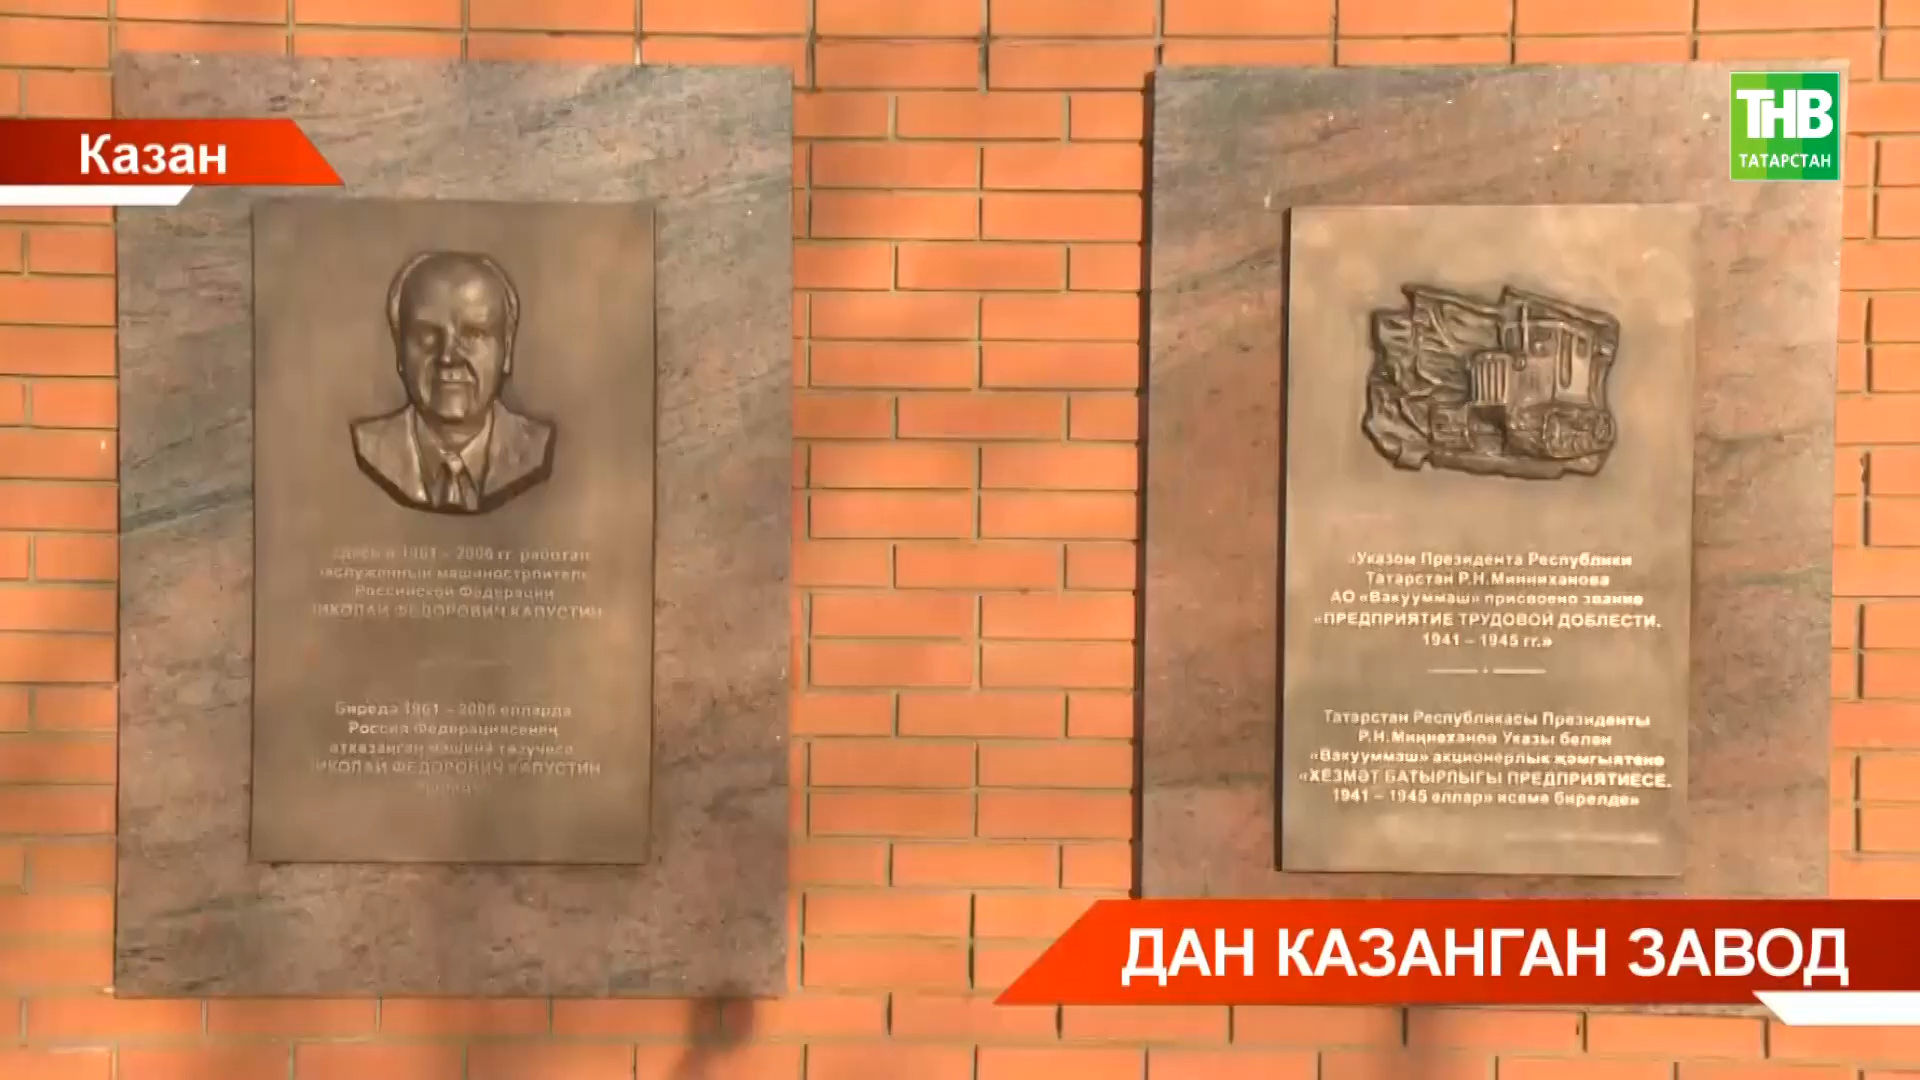 Казан
ТНВ
ТАТАРСТАН
Здесь в 1961 – 2006 гг. работал
заслуженный машиностроитель
Российской Федерации
НИКОЛАЙ ФЕДОРОВИЧ КАПУСТИН
Биредә 1961 – 2006 елларда
Россия Федерациясенең
атказанган машина төзүчесе
НИКОЛАЙ ФЕДОРОВИЧ КАПУСТИН
«Указом Президента Республики
Татарстан Р.Н.Минниханова
АО «Вакууммаш» присвоено звание
«ПРЕДПРИЯТИЕ ТРУДОВОЙ ДОБЛЕСТИ.
1941 – 1945 гг.»
Татарстан Республикасы Президенты
Р.Н.Миңнеханов Указы белән
«Вакууммаш» акционерлык җәмгыятенә
«ХЕЗМӘТ БАТЫРЛЫГЫ ПРЕДПРИЯТИЕСЕ.
1941 – 1945 еллар» исеме бирелде»
ДАН КАЗАНГАН ЗАВОД